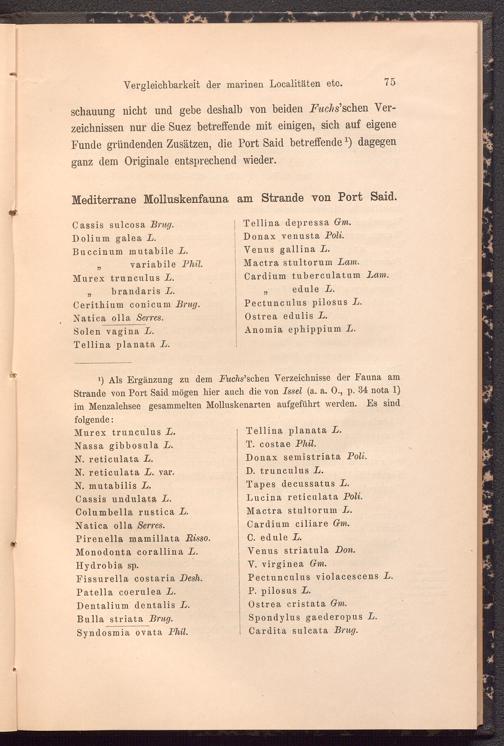 Vergleichbarkeit der marinen Localitäten etc. 75
schauung nicht und gebe deshalb von beiden Fuchs'schen Ver-
zeichnissen nur die Suez betreffende mit einigen, sich auf eigene
Funde gründenden Zusätzen, die Port Said betreffende ¹) dagegen
ganz dem Originale entsprechend wieder.
Mediterrane Molluskenfauna am Strande von Port Said.
Cassis sulcosa Brug.
Dolium galea L.
Buccinum mutabile L.
„ variabile Phil.
Murex trunculus L.
„ brandaris L.
Cerithium conicum Brug.
Natica olla Serres.
Solen vagina L.
Tellina planata L.
Tellina depressa Gm.
Donax venusta Poli.
Venus gallina L.
Mactra stultorum Lam.
Cardium tuberculatum Lam.
„ edule L.
Pectunculus pilosus L.
Ostrea edulis L.
Anomia ephippium L.
¹) Als Ergänzung zu dem Fuchs'schen Verzeichnisse der Fauna am
Strande von Port Said mögen hier auch die von Issel (a. a. O., p. 34 nota 1)
im Menzalehsee gesammelten Molluskenarten aufgeführt werden. Es sind
folgende:
Murex trunculus L.
Nassa gibbosula L.
N. reticulata L.
N. reticulata L. var.
N. mutabilis L.
Cassis undulata L.
Columbella rustica L.
Natica olla Serres.
Pirenella mamillata Risso.
Monodonta corallina L.
Hydrobia sp.
Fissurella costaria Desh.
Patella coerulea L.
Dentalium dentalis L.
Bulla striata Brug.
Syndosmia ovata Phil.
Tellina planata L.
T. costae Phil.
Donax semistriata Poli.
D. trunculus L.
Tapes decussatus L.
Lucina reticulata Poli.
Mactra stultorum L.
Cardium ciliare Gm.
C. edule L.
Venus striatula Don.
V. virginea Gm.
Pectunculus violacescens L.
P. pilosus L.
Ostrea cristata Gm.
Spondylus gaederopus L.
Cardita sulcata Brug.